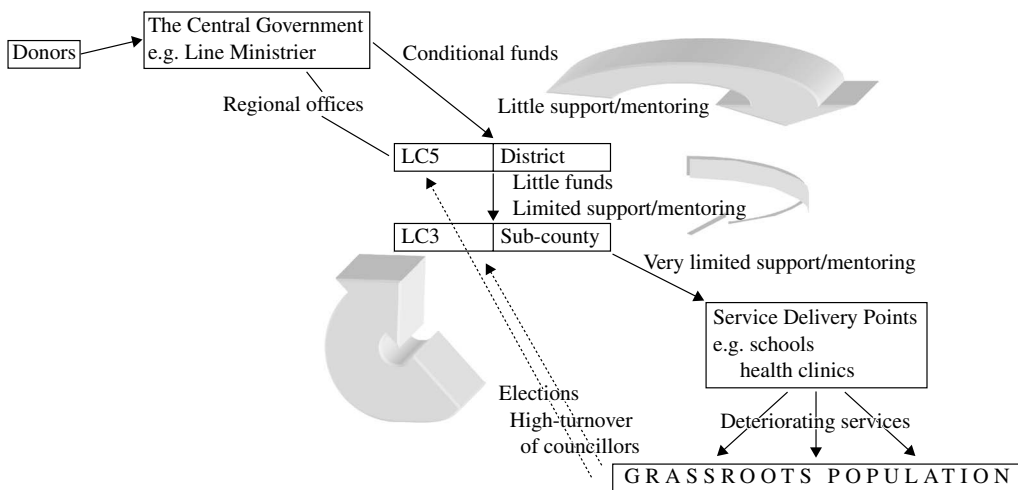 Donors
The Central Government
e.g. Line Ministrier
Conditional funds
Regional offices
Little support/mentoring
LC5
District
Little funds
Limited support/mentoring
LC3
Sub-county
Very limited support/mentoring
Service Delivery Points
e.g. schools
health clinics
Elections
High-turnover
of councillors
Deteriorating services
GRASSROOTS POPULATION